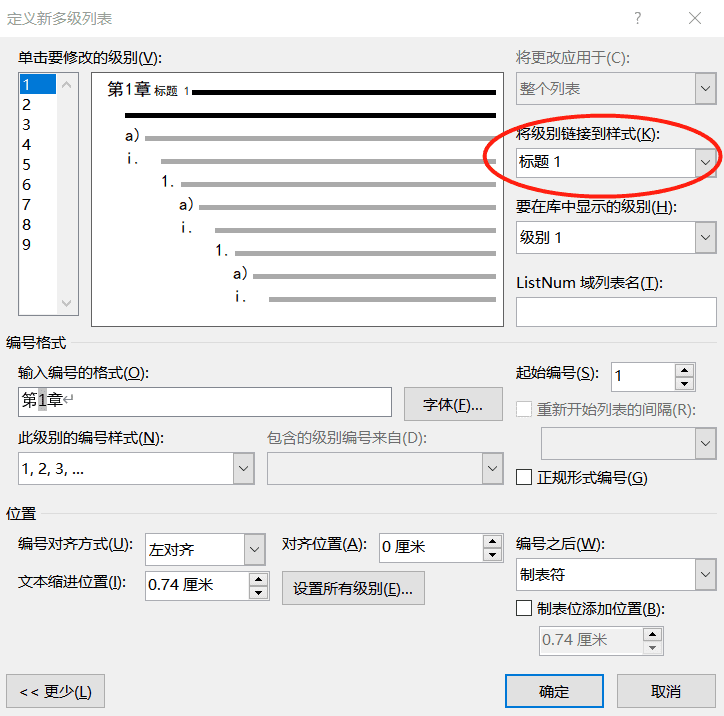 定义新多级列表
单击要修改的级别(V):
1
2
3
4
5
6
7
8
9
第1章 标题 1
a)
i.
1.
a)
i.
1.
a)
i.
将更改应用于(C):
整个列表
将级别链接到样式(K):
标题 1
要在库中显示的级别(H):
级别 1
ListNum 域列表名(T):
编号格式
输入编号的格式(O):
第1章↵
字体(F)...
起始编号(S): 1
重新开始列表的间隔(R):
此级别的编号样式(N):
1, 2, 3, ...
包含的级别编号来自(D):
正规形式编号(G)
位置
编号对齐方式(U): 左对齐
对齐位置(A): 0 厘米
文本缩进位置(I): 0.74 厘米
设置所有级别(E)...
编号之后(W):
制表符
制表位添加位置(B):
0.74 厘米
<< 更少(L)
确定
取消